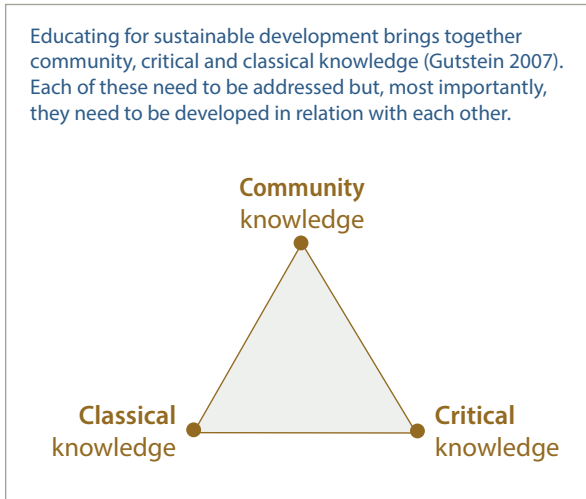 Educating for sustainable development brings together
community, critical and classical knowledge (Gutstein 2007).
Each of these need to be addressed but, most importantly,
they need to be developed in relation with each other.
Community
knowledge
Classical
knowledge
Critical
knowledge